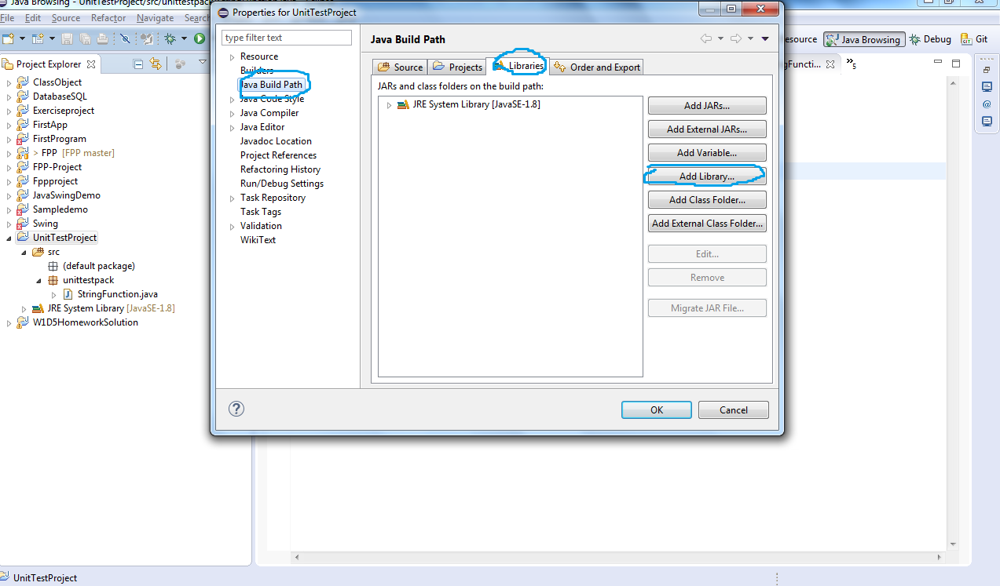 Java Browsing - UnitTestProject/src/unittestpack
Properties for UnitTestProject
File Edit Source Refactor Navigate Search
type filter text
Java Build Path
Resource
Builders
Java Build Path
Java Code Style
Java Compiler
Java Editor
Javadoc Location
Project References
Refactoring History
Run/Debug Settings
Task Repository
Task Tags
Validation
WikiText
Source Projects Libraries Order and Export
JARs and class folders on the build path:
JRE System Library [JavaSE-1.8]
Add JARs...
Add External JARs...
Add Variable...
Add Library...
Add Class Folder...
Add External Class Folder...
Edit...
Remove
Migrate JAR File...
OK Cancel
esource Java Browsing Debug Git
gFuncti... 5
Project Explorer
ClassObject
DatabaseSQL
Exerciseproject
FirstApp
FirstProgram
> FPP [FPP master]
FPP-Project
Fppproject
JavaSwingDemo
Sampledemo
Swing
UnitTestProject
src
(default package)
unittestpack
StringFunction.java
JRE System Library [JavaSE-1.8]
W1D5HomeworkSolution
UnitTestProject